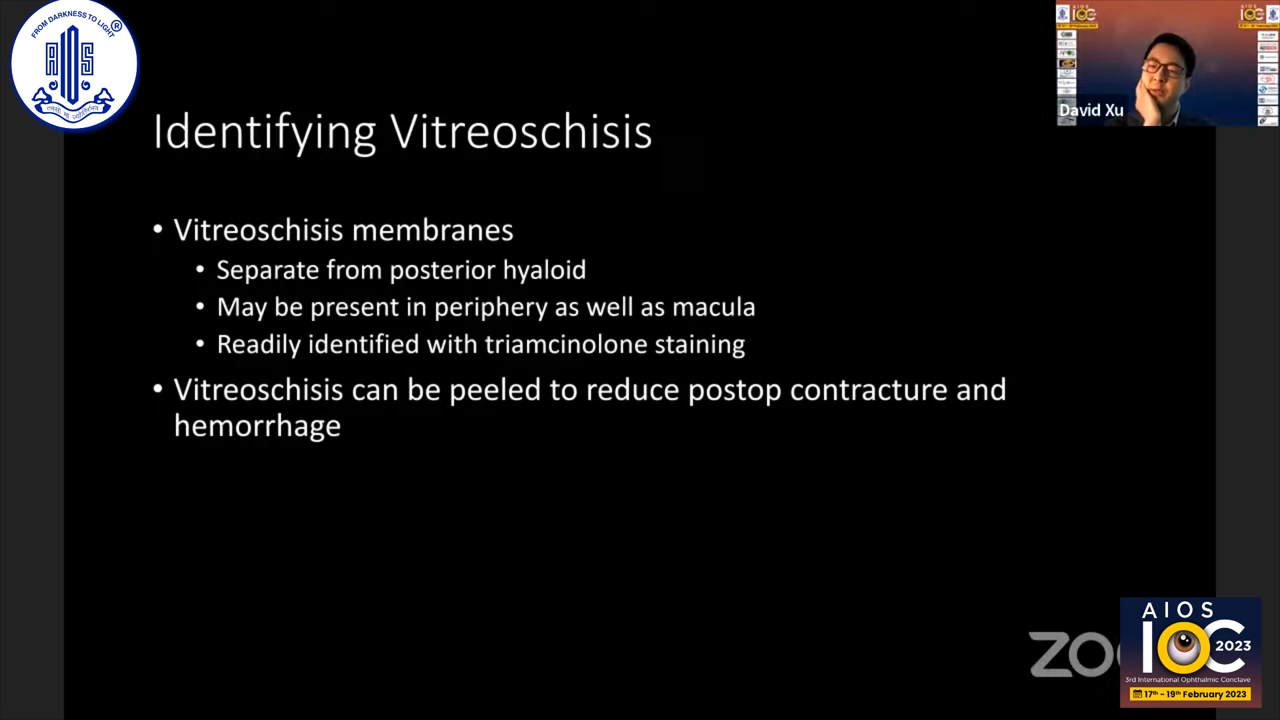 FROM DARKNESS TO LIGHT
®
AIOS
AIOS
IOC
David Xu
Identifying Vitreoschisis
• Vitreoschisis membranes
• Separate from posterior hyaloid
• May be present in periphery as well as macula
• Readily identified with triamcinolone staining
• Vitreoschisis can be peeled to reduce postop contracture and
hemorrhage
AIOS
IOC 2023
3rd International Ophthalmic Conclave
17th - 19th February 2023